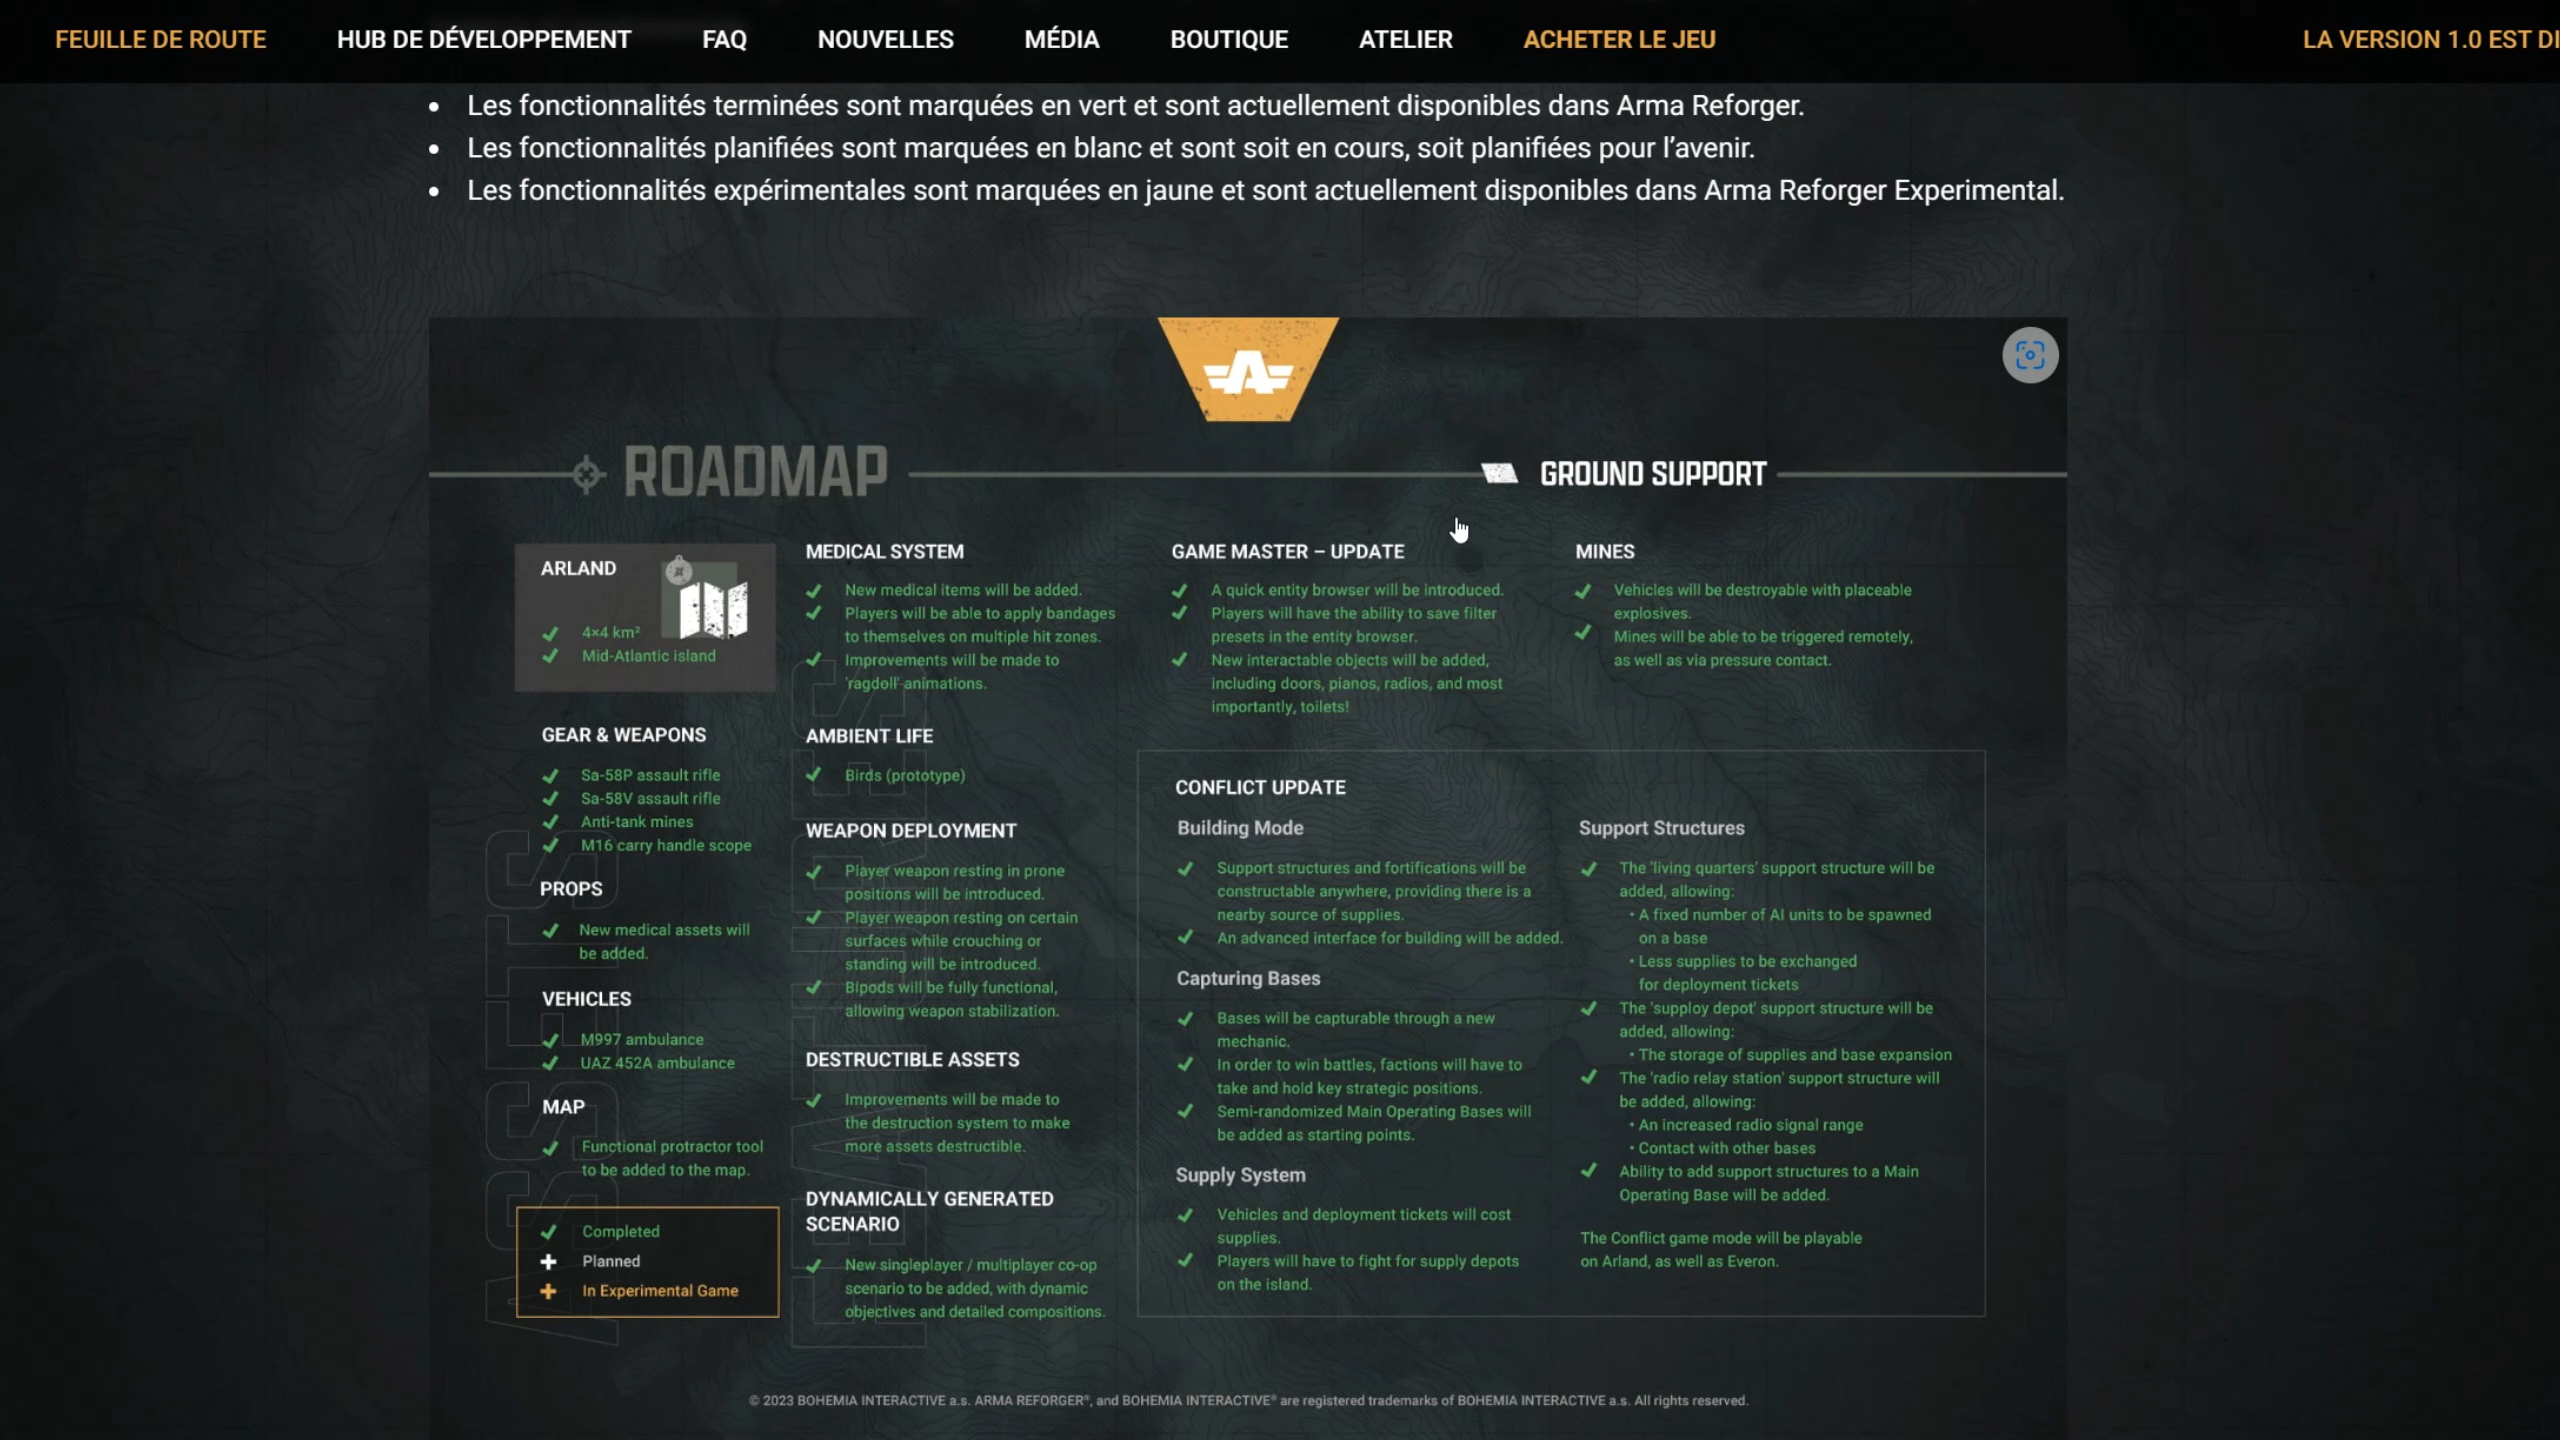 FEUILLE DE ROUTE
HUB DE DÉVELOPPEMENT
FAQ
NOUVELLES
MÉDIA
BOUTIQUE
ATELIER
ACHETER LE JEU
LA VERSION 1.0 EST DI
• Les fonctionnalités terminées sont marquées en vert et sont actuellement disponibles dans Arma Reforger.
• Les fonctionnalités planifiées sont marquées en blanc et sont soit en cours, soit planifiées pour l’avenir.
• Les fonctionnalités expérimentales sont marquées en jaune et sont actuellement disponibles dans Arma Reforger Experimental.
ROADMAP
GROUND SUPPORT
ARLAND
4×4 km²
Mid-Atlantic island
GEAR & WEAPONS
Sa-58P assault rifle
Sa-58V assault rifle
Anti-tank mines
M16 carry handle scope
PROPS
New medical assets will
be added.
VEHICLES
M997 ambulance
UAZ 452A ambulance
MAP
Functional protractor tool
to be added to the map.
Completed
Planned
In Experimental Game
ASSETS
MEDICAL SYSTEM
New medical items will be added.
Players will be able to apply bandages
to themselves on multiple hit zones.
Improvements will be made to
'ragdoll' animations.
AMBIENT LIFE
Birds (prototype)
WEAPON DEPLOYMENT
Player weapon resting in prone
positions will be introduced.
Player weapon resting on certain
surfaces while crouching or
standing will be introduced.
Bipods will be fully functional,
allowing weapon stabilization.
DESTRUCTIBLE ASSETS
Improvements will be made to
the destruction system to make
more assets destructible.
DYNAMICALLY GENERATED
SCENARIO
New singleplayer / multiplayer co-op
scenario to be added, with dynamic
objectives and detailed compositions.
FEATURES
GAME MASTER – UPDATE
A quick entity browser will be introduced.
Players will have the ability to save filter
presets in the entity browser.
New interactable objects will be added,
including doors, pianos, radios, and most
importantly, toilets!
MINES
Vehicles will be destroyable with placeable
explosives.
Mines will be able to be triggered remotely,
as well as via pressure contact.
CONFLICT UPDATE
Building Mode
Support structures and fortifications will be
constructable anywhere, providing there is a
nearby source of supplies.
An advanced interface for building will be added.
Capturing Bases
Bases will be capturable through a new
mechanic.
In order to win battles, factions will have to
take and hold key strategic positions.
Semi-randomized Main Operating Bases will
be added as starting points.
Supply System
Vehicles and deployment tickets will cost
supplies.
Players will have to fight for supply depots
on the island.
Support Structures
The 'living quarters' support structure will be
added, allowing:
• A fixed number of AI units to be spawned
on a base
• Less supplies to be exchanged
for deployment tickets
The 'supploy depot' support structure will be
added, allowing:
• The storage of supplies and base expansion
The 'radio relay station' support structure will
be added, allowing:
• An increased radio signal range
• Contact with other bases
Ability to add support structures to a Main
Operating Base will be added.
The Conflict game mode will be playable
on Arland, as well as Everon.
© 2023 BOHEMIA INTERACTIVE a.s. ARMA REFORGER®, and BOHEMIA INTERACTIVE® are registered trademarks of BOHEMIA INTERACTIVE a.s. All rights reserved.